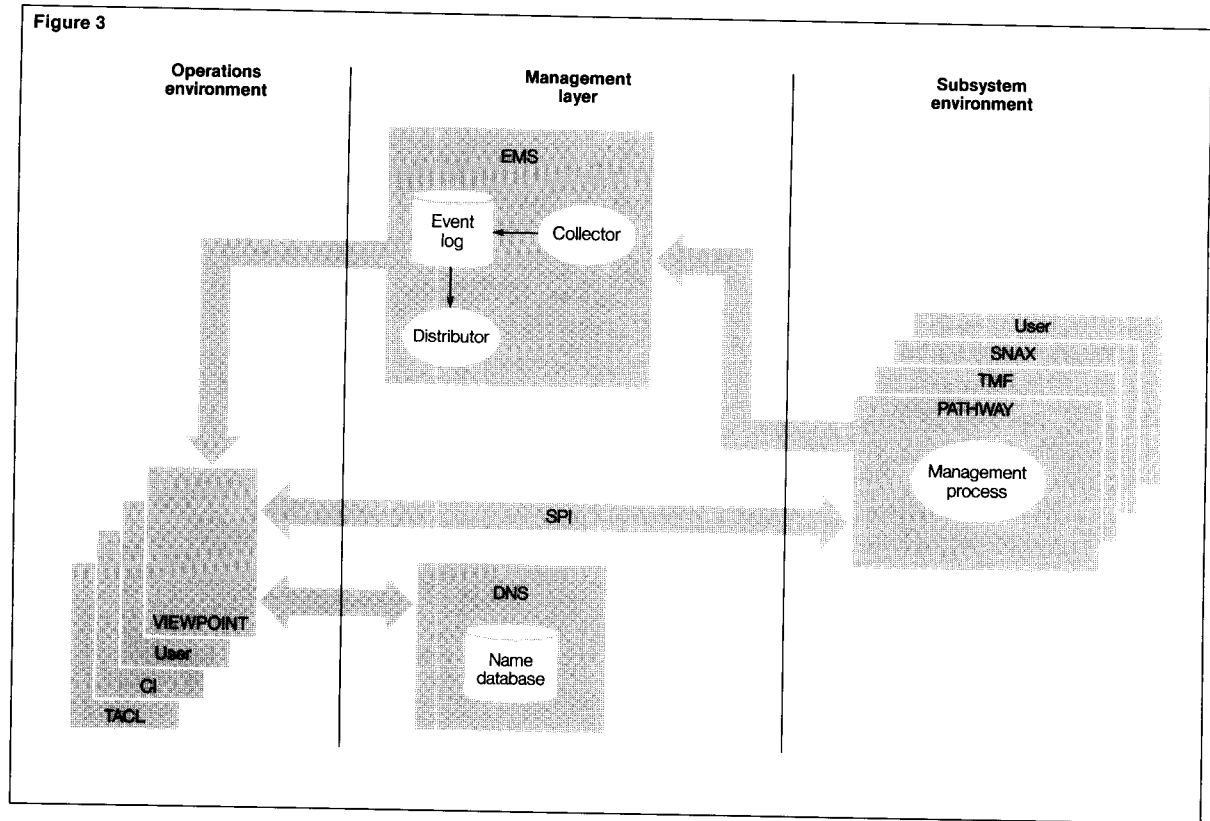 Figure 3
Operations
environment
Management
layer
Subsystem
environment
EMS
Event
log
Collector
Distributor
User
SNAX
TMF
PATHWAY
Management
process
SPI
VIEWPOINT
User
CI
TACL
DNS
Name
database